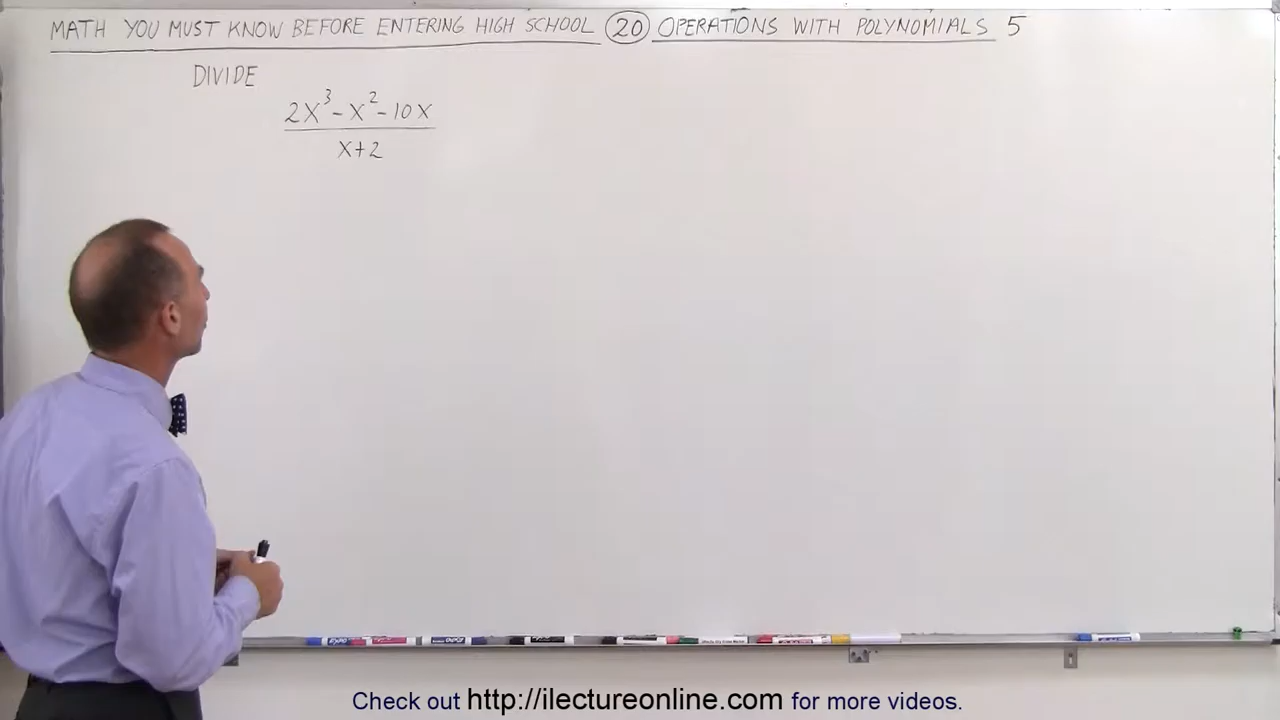 MATH YOU MUST KNOW BEFORE ENTERING HIGH SCHOOL 20 OPERATIONS WITH POLYNOMIALS 5
DIVIDE
2x³-x²-10x
x+2
Check out http://ilectureonline.com for more videos.